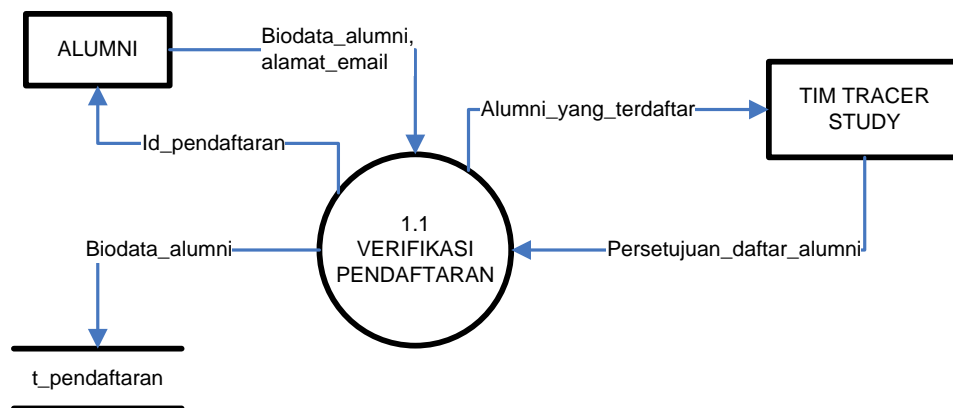 ALUMNI
Biodata_alumni,
alamat_email
Alumni_yang_terdaftar
TIM TRACER
STUDY
Id_pendaftaran
1.1
VERIFIKASI
PENDAFTARAN
Biodata_alumni
Persetujuan_daftar_alumni
t_pendaftaran